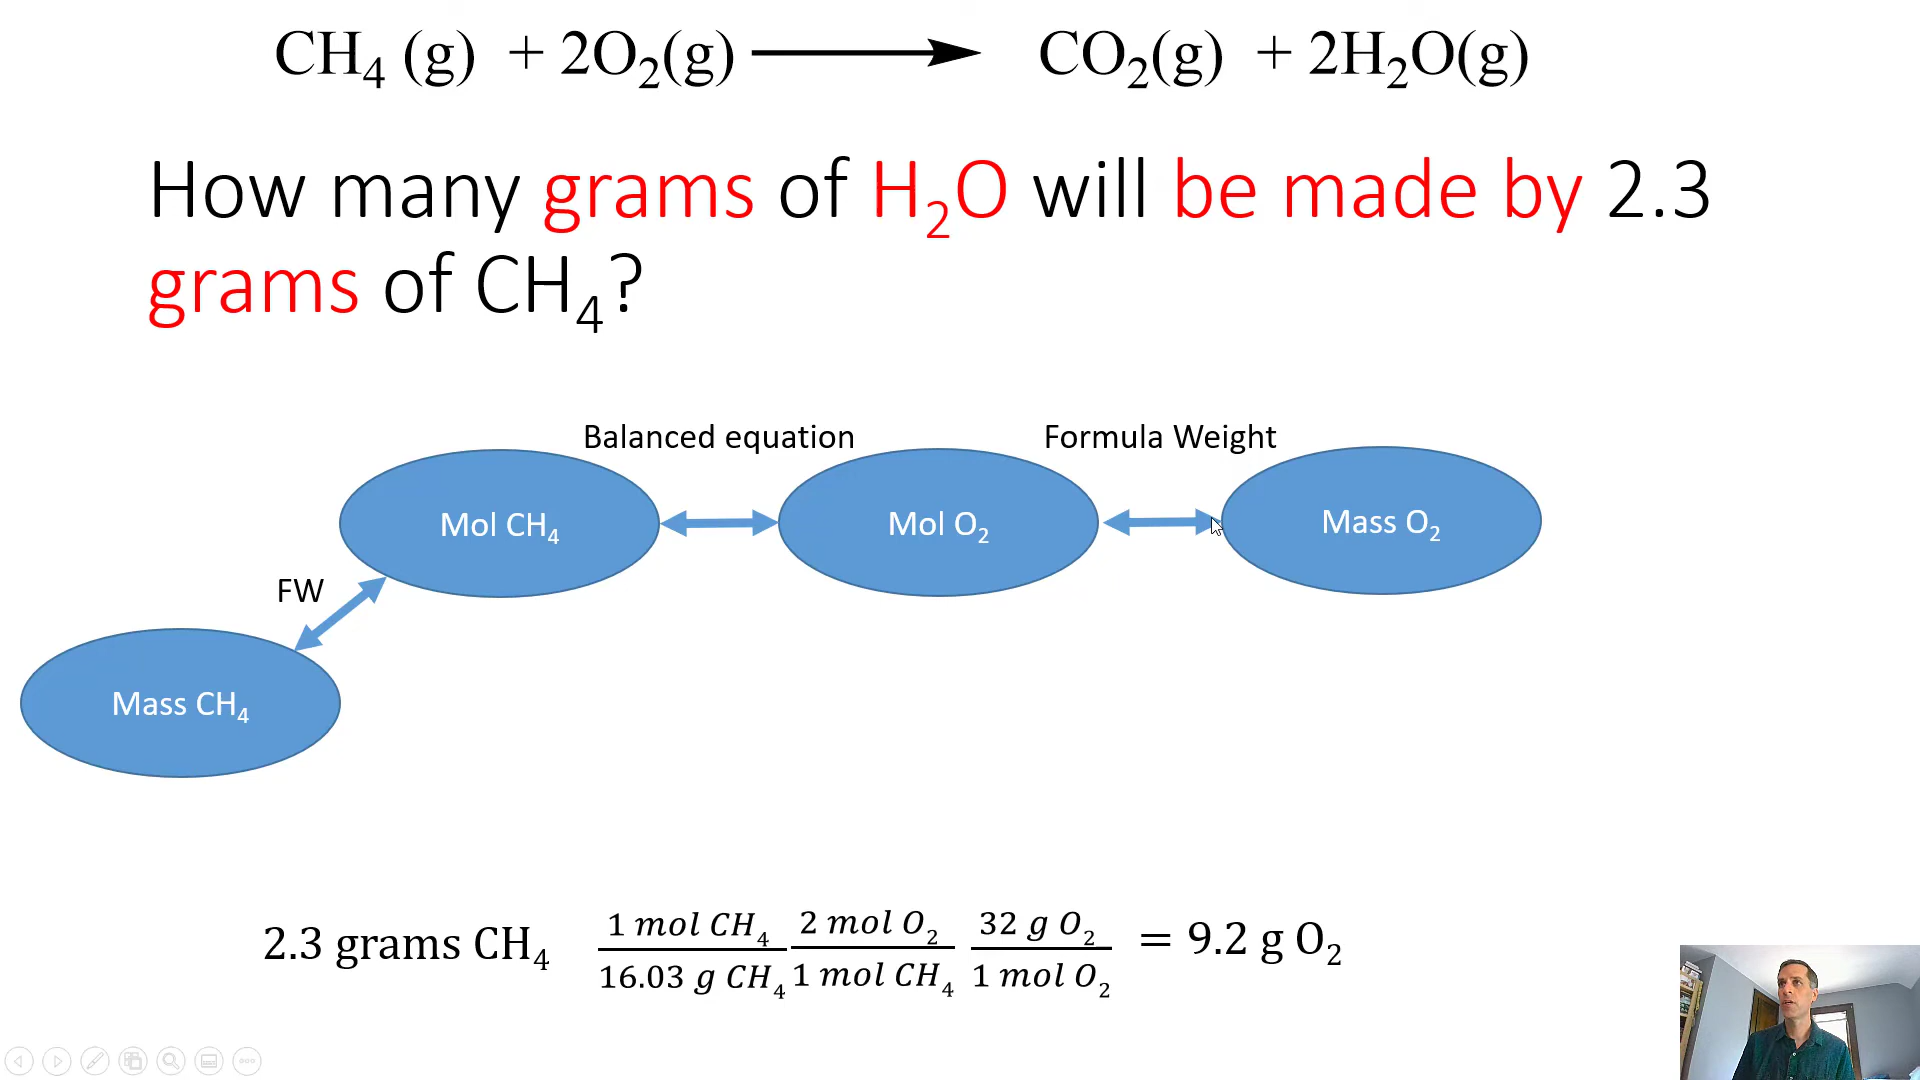 CH₄ (g) + 2O₂(g) ⟶ CO₂(g) + 2H₂O(g)
How many grams of H₂O will be made by 2.3
grams of CH₄?
Balanced equation
Formula Weight
Mol CH₄
Mol O₂
Mass O₂
FW
Mass CH₄
2.3 grams CH₄ 1 mol CH₄/16.03 g CH₄ 2 mol O₂/1 mol CH₄ 32 g O₂/1 mol O₂ = 9.2 g O₂